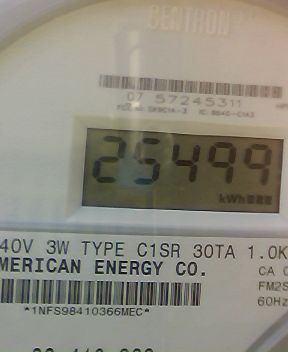 CENTRON
07 57245311
25499
kWh
40V 3W TYPE C1SR 30TA 1.0K
MERICAN ENERGY CO.
CA 0
FM2S
60Hz
*1NFS98410366MEC*